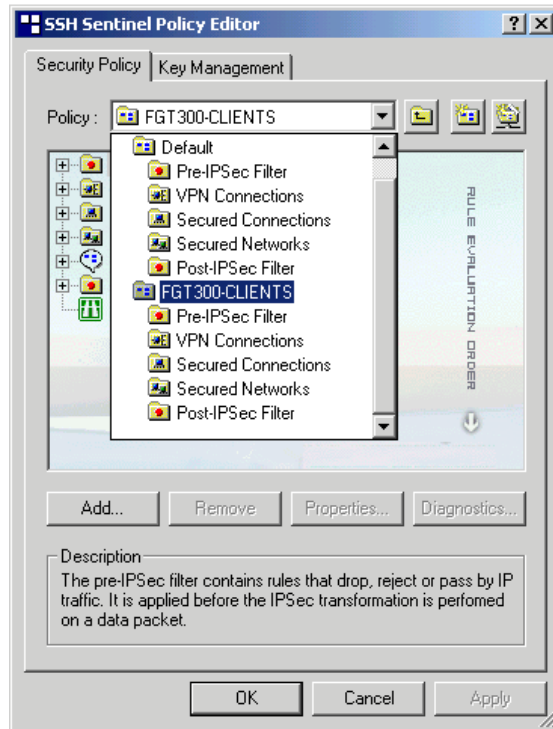 SSH Sentinel Policy Editor
Security Policy
Key Management
Policy : FGT300-CLIENTS
Default
Pre-IPSec Filter
VPN Connections
Secured Connections
Secured Networks
Post-IPSec Filter
FGT300-CLIENTS
Pre-IPSec Filter
VPN Connections
Secured Connections
Secured Networks
Post-IPSec Filter
RULE EVALUATION ORDER
Add...
Remove
Properties...
Diagnostics...
Description
The pre-IPSec filter contains rules that drop, reject or pass by IP
traffic. It is applied before the IPSec transformation is perfomed
on a data packet.
OK
Cancel
Apply